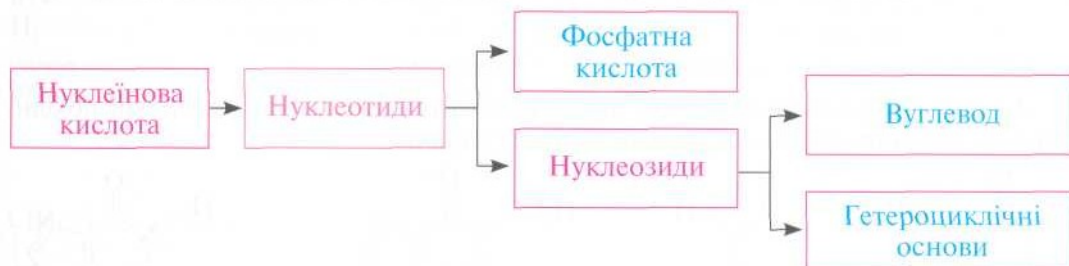 Нуклеїнова
кислота
Нуклеотиди
Фосфатна
кислота
Нуклеозиди
Вуглевод
Гетероциклічні
основи